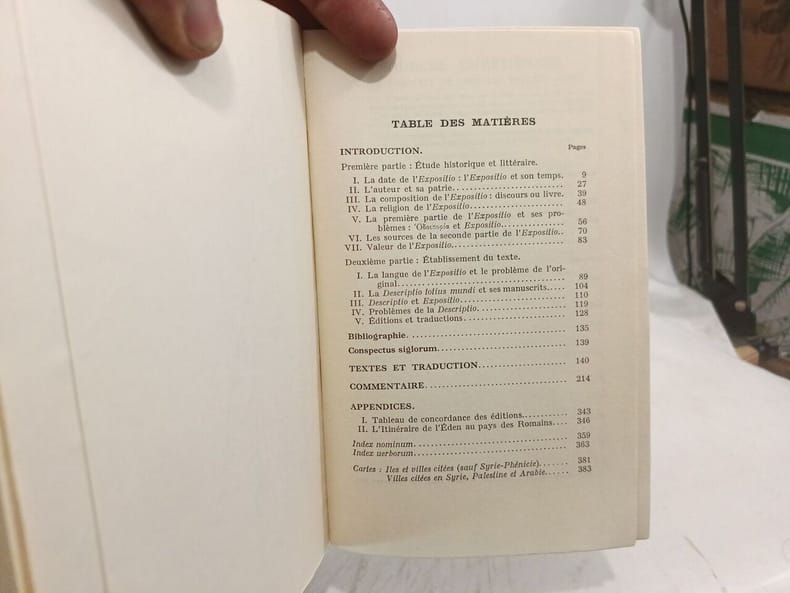 TABLE DES MATIÈRES
Pages
INTRODUCTION.
Première partie : Étude historique et littéraire.
I. La date de l'Expositio : l'Expositio et son temps. 9
II. L'auteur et sa patrie.................... 27
III. La composition de l'Expositio : discours ou livre. 39
IV. La religion de l'Expositio.................... 48
V. La première partie de l'Expositio et ses pro-
blèmes : Ὁδοιπορία et Expositio.............. 56
VI. Les sources de la seconde partie de l'Expositio.. 70
VII. Valeur de l'Expositio.................... 83
Deuxième partie : Établissement du texte.
I. La langue de l'Expositio et le problème de l'ori-
ginal.................... 89
II. La Descriptio totius mundi et ses manuscrits..... 104
III. Descriptio et Expositio.................... 110
IV. Problèmes de la Descriptio.................... 119
V. Éditions et traductions.................... 128
Bibliographie.................... 135
Conspectus siglorum.................... 139
TEXTES ET TRADUCTION.................... 140
COMMENTAIRE.................... 214
APPENDICES.
I. Tableau de concordance des éditions........... 343
II. L'Itinéraire de l'Éden au pays des Romains.... 346
Index nominum.................... 359
Index uerborum.................... 363
Cartes : Iles et villes citées (sauf Syrie-Phénicie)....... 381
Villes citées en Syrie, Palestine et Arabie...... 383